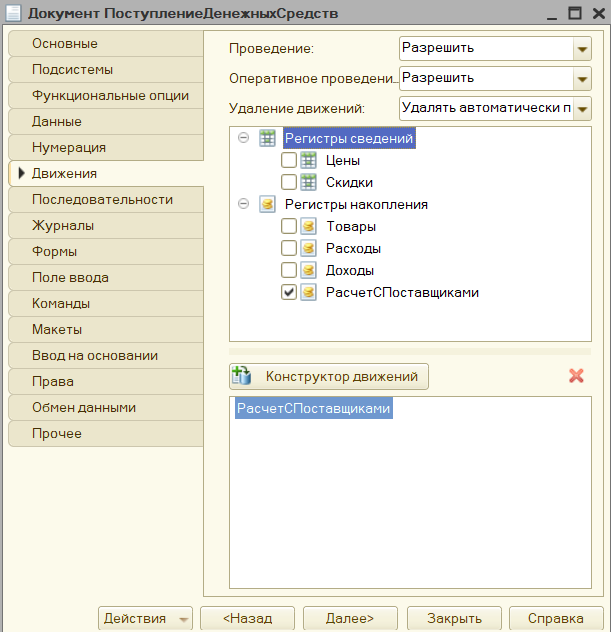 Документ ПоступлениеДенежныхСредств
Основные
Подсистемы
Функциональные опции
Данные
Нумерация
Движения
Последовательности
Журналы
Формы
Поле ввода
Команды
Макеты
Ввод на основании
Права
Обмен данными
Прочее
Проведение: Разрешить
Оперативное проведени... Разрешить
Удаление движений: Удалять автоматически п
Регистры сведений
Цены
Скидки
Регистры накопления
Товары
Расходы
Доходы
РасчетСПоставщиками
Конструктор движений
РасчетСПоставщиками
Действия <Назад Далее> Закрыть Справка